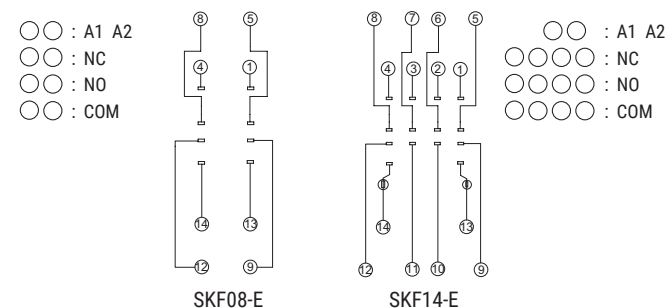 8 5 8 7 6 5
A1 A2 : A1 A2
: NC 4 1 4 3 2 1 : NC
: NO : NO
: COM : COM
14 13 14 13
12 9 12 11 10 9
SKF08-E SKF14-E